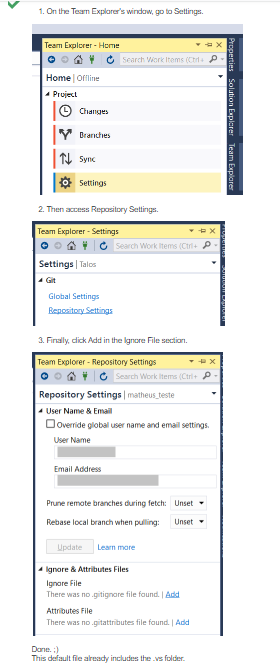 1. On the Team Explorer's window, go to Settings.
Team Explorer - Home
Search Work Items (Ctrl+
Home | Offline
Project
Changes
Branches
Sync
Settings
Properties
Solution Explorer
Team Explorer
2. Then access Repository Settings.
Team Explorer - Settings
Search Work Items (Ctrl+
Settings | Talos
Git
Global Settings
Repository Settings
3. Finally, click Add in the Ignore File section.
Team Explorer - Repository Settings
Search Work Items (Ctrl+
Repository Settings | matheus_teste
User Name & Email
Override global user name and email settings.
User Name
Email Address
Prune remote branches during fetch: Unset
Rebase local branch when pulling: Unset
Update Learn more
Ignore & Attributes Files
Ignore File
There was no .gitignore file found. | Add
Attributes File
There was no .gitattributes file found. | Add
Done. ;)
This default file already includes the .vs folder.